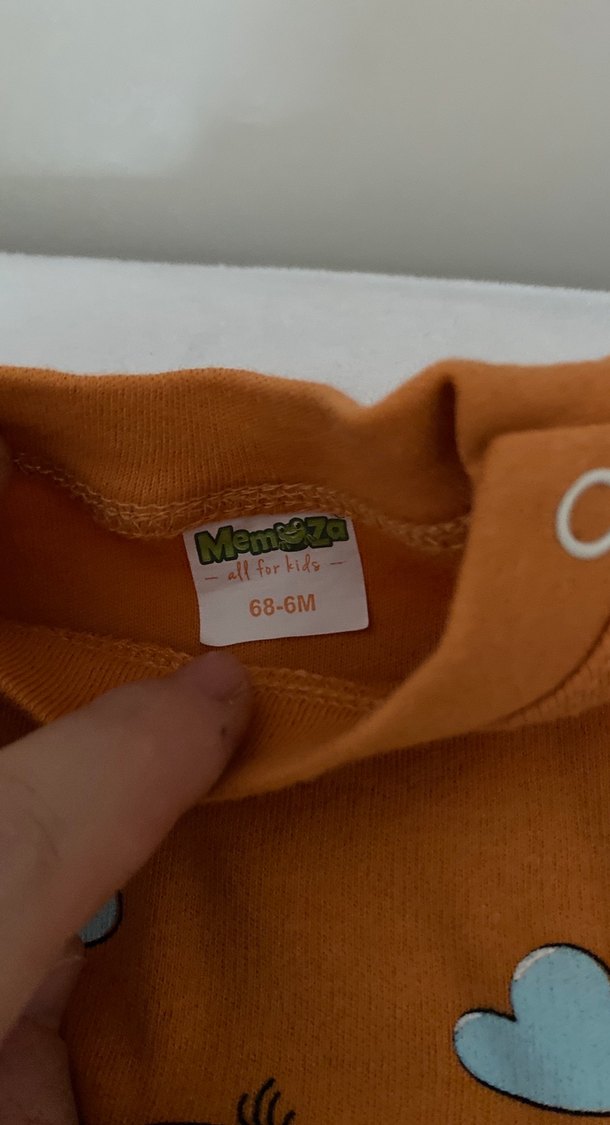 Memoza
— all for kids —
68-6M